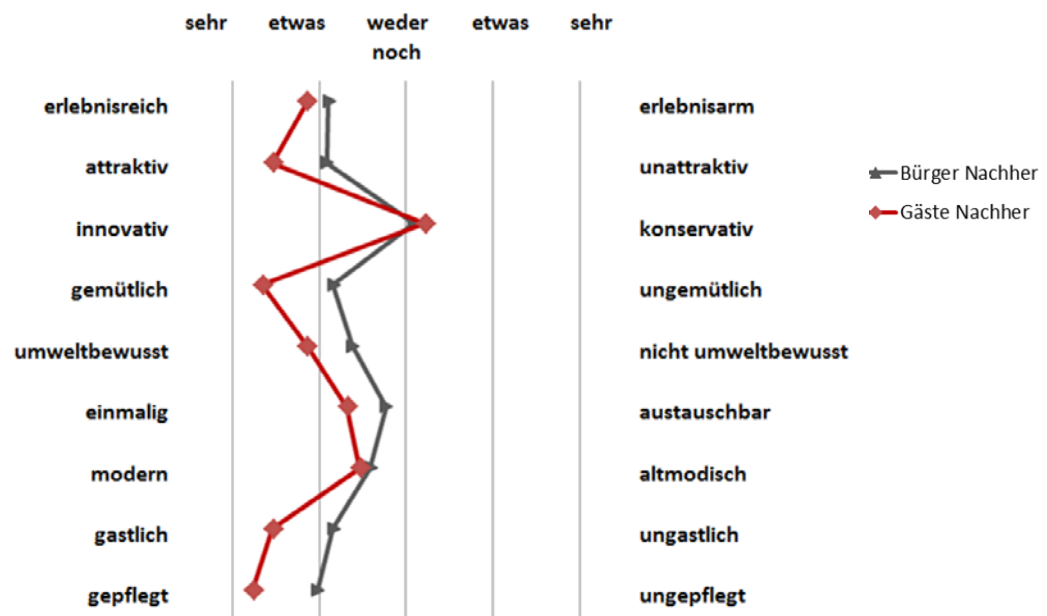 sehr etwas weder noch etwas sehr
erlebnisreich erlebnisarm
attraktiv unattraktiv
Bürger Nachher
Gäste Nachher
innovativ konservativ
gemütlich ungemütlich
umweltbewusst nicht umweltbewusst
einmalig austauschbar
modern altmodisch
gastlich ungastlich
gepflegt ungepflegt